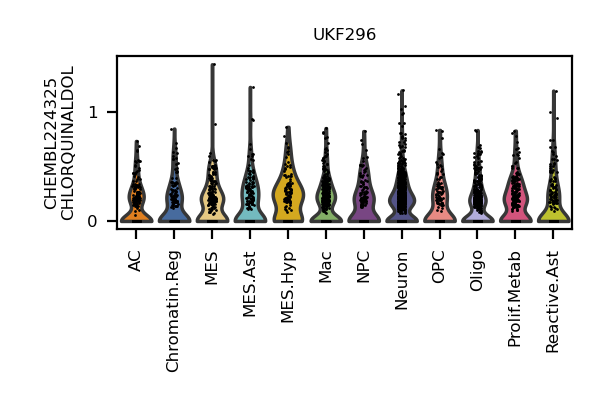 UKF296
CHEMBL224325
CHLORQUINALDOL
1
0
AC
Chromatin.Reg
MES
MES.Ast
MES.Hyp
Mac
NPC
Neuron
OPC
Oligo
Prolif.Metab
Reactive.Ast